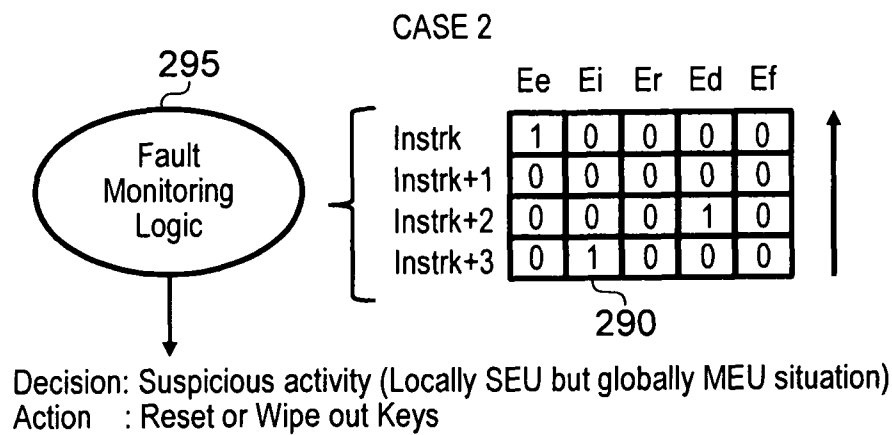 CASE 2
295
Fault
Monitoring
Logic
Ee Ei Er Ed Ef
Instrk 1 0 0 0 0
Instrk+1 0 0 0 0 0
Instrk+2 0 0 0 1 0
Instrk+3 0 1 0 0 0
290
Decision: Suspicious activity (Locally SEU but globally MEU situation)
Action : Reset or Wipe out Keys